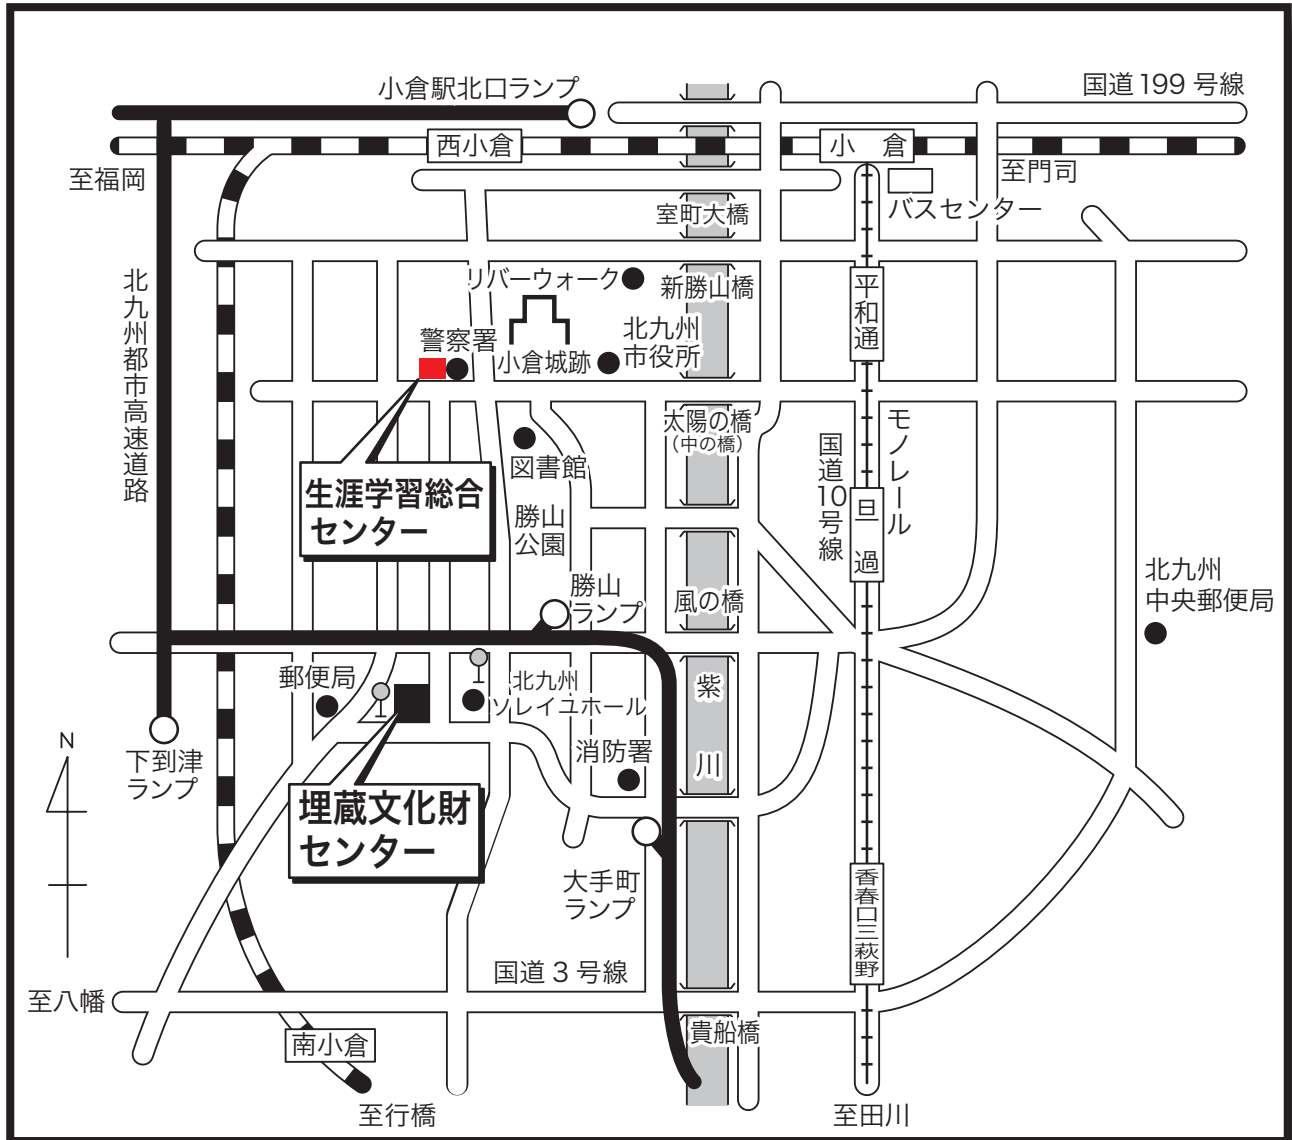 小倉駅北口ランプ
国道199号線
西小倉
小 倉
至福岡
至門司
バスセンター
室町大橋
北九州都市高速道路
リバーウォーク
新勝山橋
平和通
警察署
小倉城跡
北九州
市役所
太陽の橋
(中の橋)
モノレール
国道10号線
図書館
生涯学習総合
センター
旦 過
勝山
公園
勝山
ランプ
風の橋
北九州
中央郵便局
郵便局
北九州
ソレイユホール
紫 川
N
下到津
ランプ
消防署
埋蔵文化財
センター
大手町
ランプ
香春口三萩野
国道3号線
至八幡
南小倉
貴船橋
至行橋
至田川